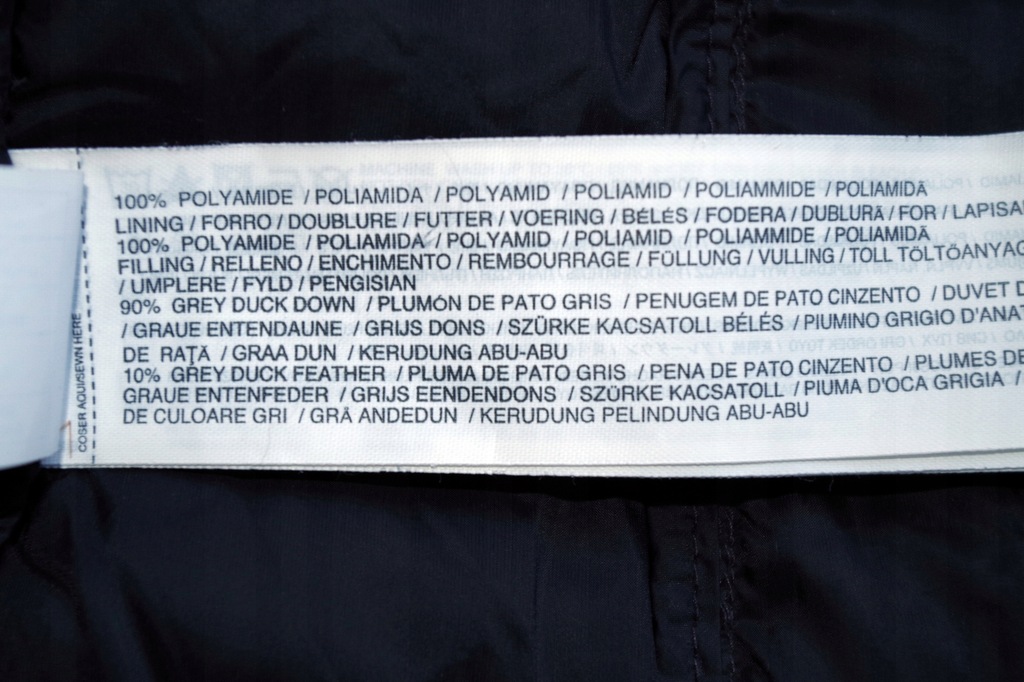 100% POLYAMIDE / POLIAMIDA / POLYAMID / POLIAMID / POLIAMMIDE / POLIAMIDĂ
LINING / FORRO / DOUBLURE / FUTTER / VOERING / BÉLÉS / FODERA / DUBLURĂ / FOR / LAPISA
100% POLYAMIDE / POLIAMIDA / POLYAMID / POLIAMID / POLIAMMIDE / POLIAMIDĂ
FILLING / RELLENO / ENCHIMENTO / REMBOURRAGE / FÜLLUNG / VULLING / TOLL TÖLTŐANYAG
/ UMPLERE / FYLD / PENGISIAN
90% GREY DUCK DOWN / PLUMÓN DE PATO GRIS / PENUGEM DE PATO CINZENTO / DUVET D
/ GRAUE ENTENDAUNE / GRIJS DONS / SZÜRKE KACSATOLL BÉLÉS / PIUMINO GRIGIO D'ANAT
DE RAȚĂ / GRAA DUN / KERUDUNG ABU-ABU
10% GREY DUCK FEATHER / PLUMA DE PATO GRIS / PENA DE PATO CINZENTO / PLUMES DE
GRAUE ENTENFEDER / GRIJS EENDENDONS / SZÜRKE KACSATOLL / PIUMA D'OCA GRIGIA /
DE CULOARE GRI / GRÅ ANDEDUN / KERUDUNG PELINDUNG ABU-ABU
COSER AQUI/SEWN HERE